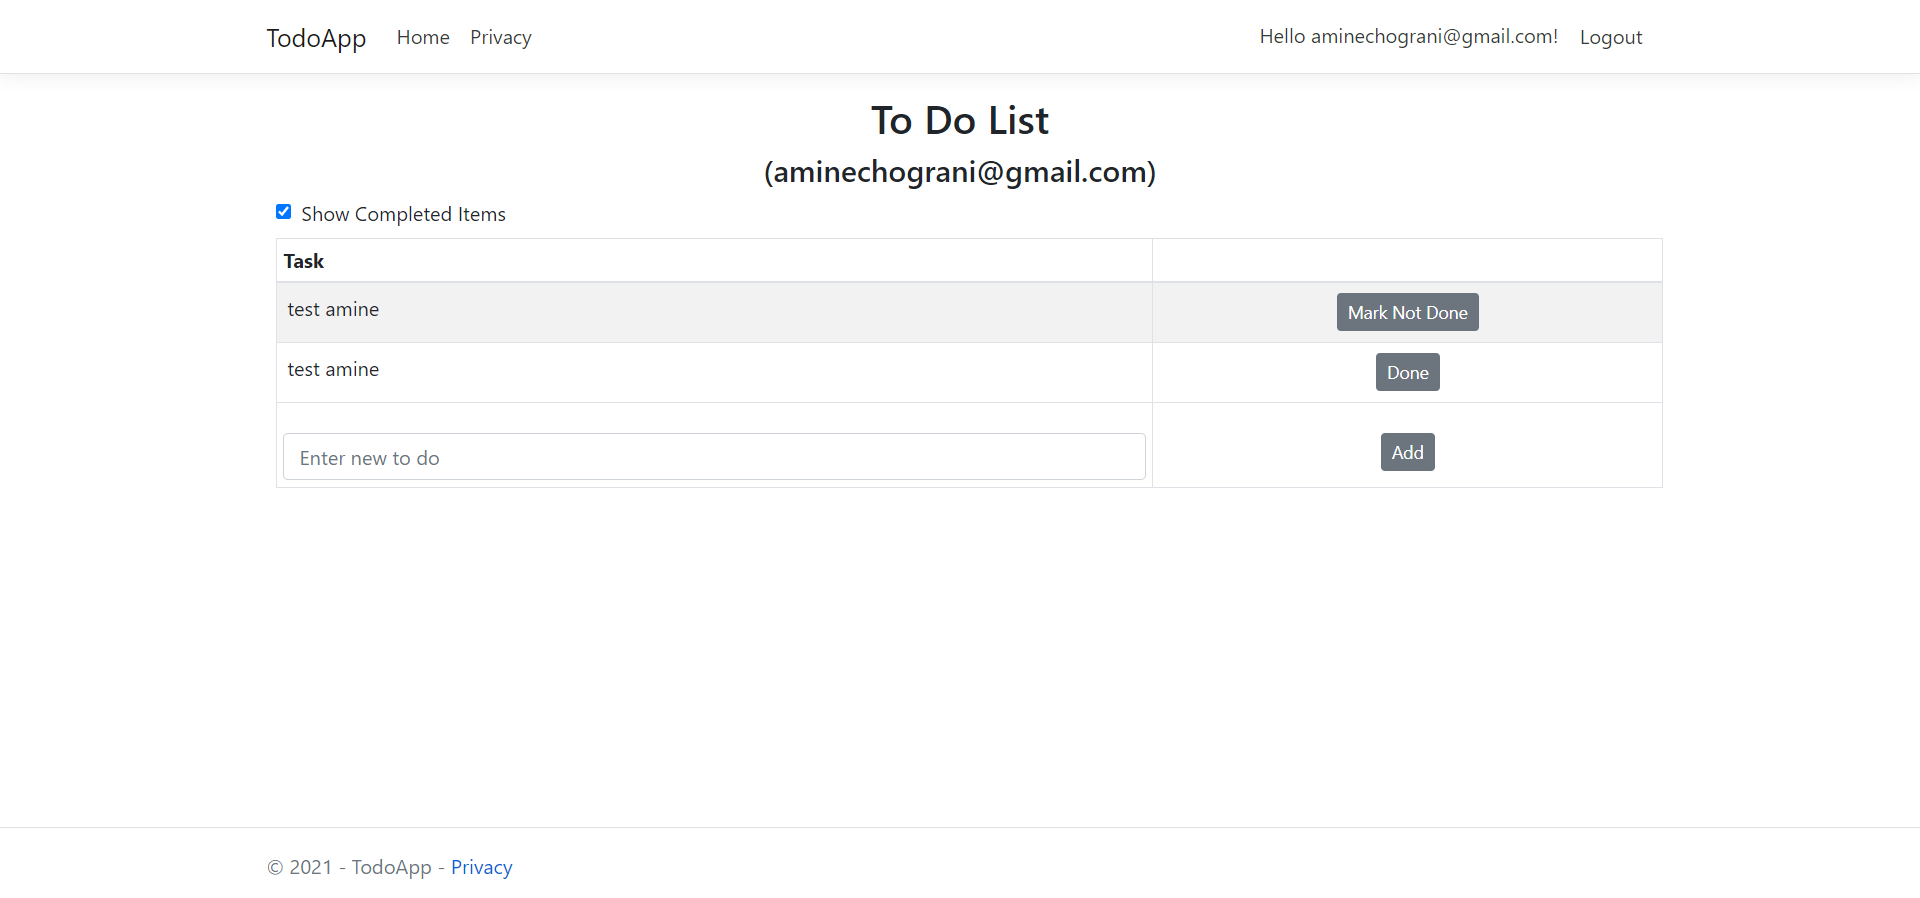 TodoApp Home Privacy Hello aminechograni@gmail.com! Logout
To Do List
(aminechograni@gmail.com)
Show Completed Items
Task
test amine Mark Not Done
test amine Done
Enter new to do Add
© 2021 - TodoApp - Privacy